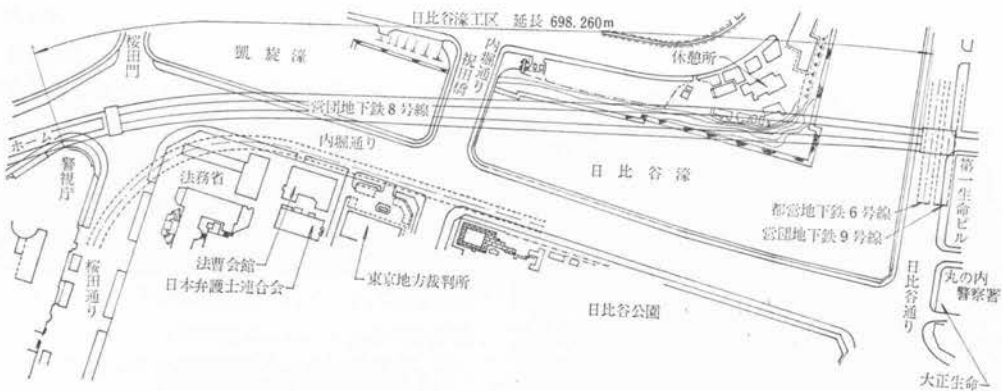 日比谷濠工区 延長 698.260m
桜田門
凱旋濠
祝田橋
内堀通り
休憩所
営団地下鉄8号線
ホーム
内堀通り
警視庁
法務省
日比谷濠
第一生命ビル
都営地下鉄6号線
営団地下鉄9号線
法曹会館
日本弁護士連合会
東京地方裁判所
桜田通り
日比谷公園
日比谷通り
丸の内
警察署
大正生命